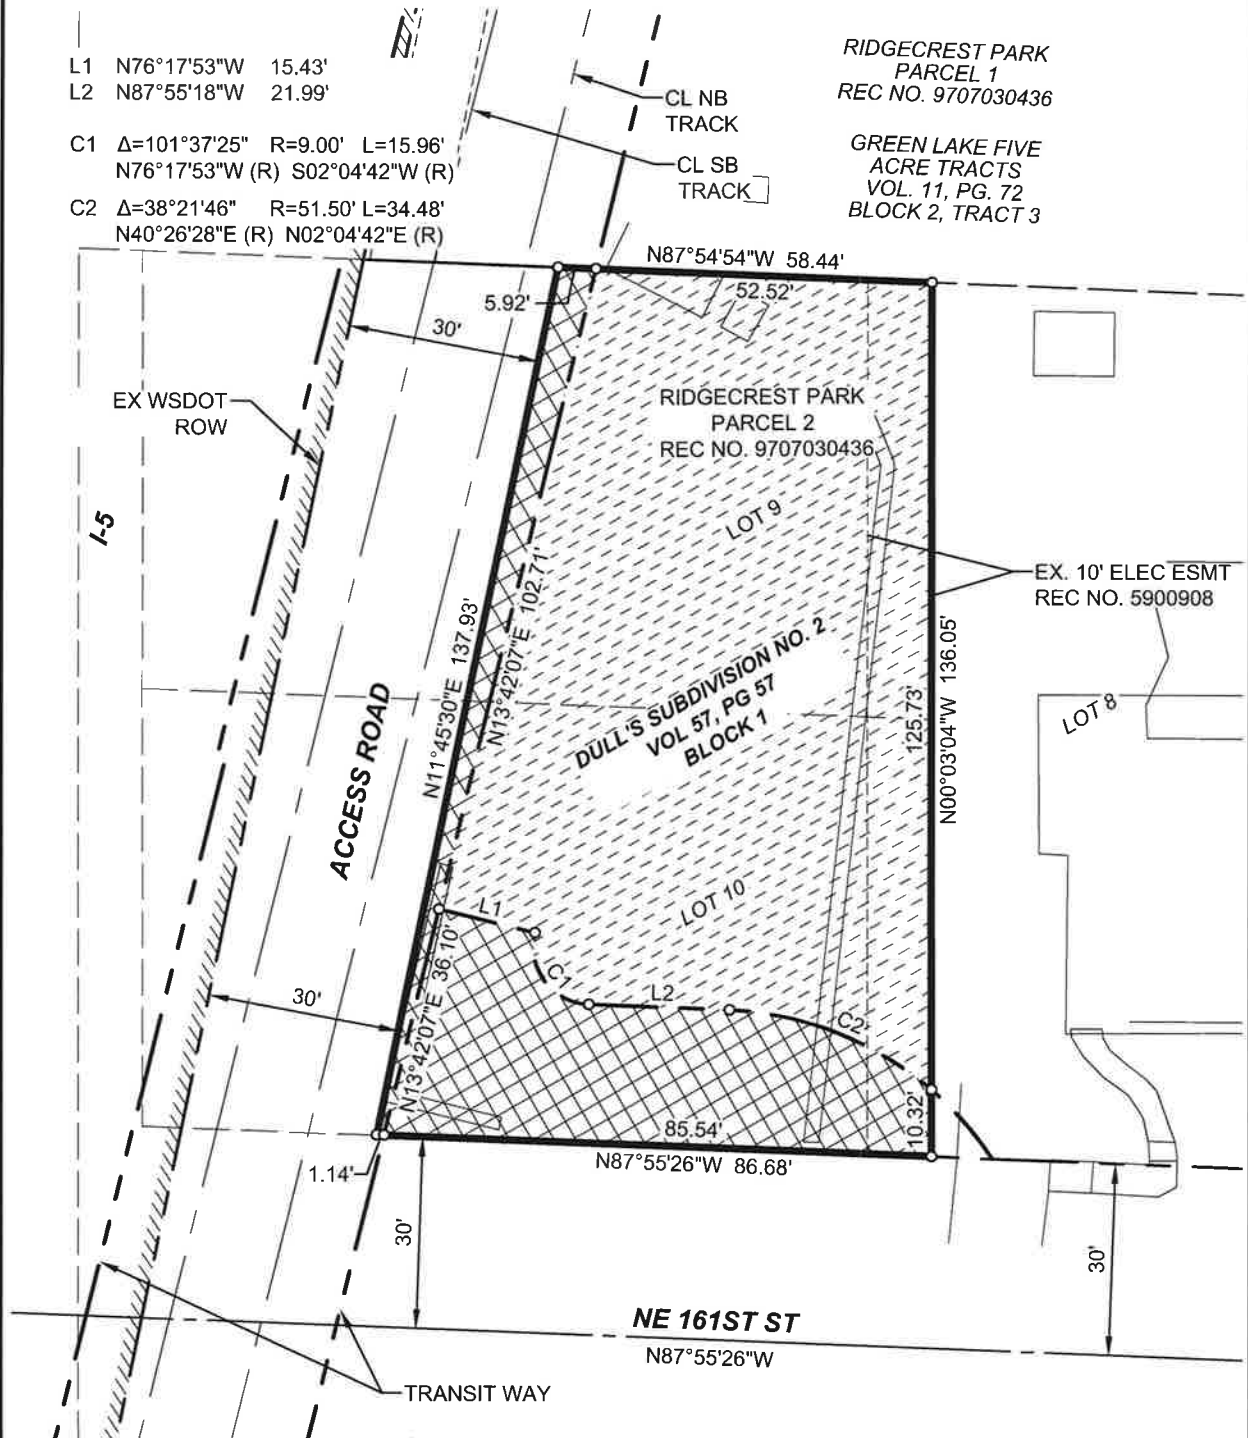 L1 N76°17'53"W 15.43'
L2 N87°55'18"W 21.99'
C1 Δ=101°37'25" R=9.00' L=15.96'
N76°17'53"W (R) S02°04'42"W (R)
C2 Δ=38°21'46" R=51.50' L=34.48'
N40°26'28"E (R) N02°04'42"E (R)
CL NB
TRACK
CL SB
TRACK
RIDGECREST PARK
PARCEL 1
REC NO. 9707030436
GREEN LAKE FIVE
ACRE TRACTS
VOL. 11, PG. 72
BLOCK 2, TRACT 3
N87°54'54"W 58.44'
5.92'
52.52'
30'
EX WSDOT
ROW
RIDGECREST PARK
PARCEL 2
REC NO. 9707030436
I-5
LOT 9
EX. 10' ELEC ESMT
REC NO. 5900908
N11°45'30"E 137.93'
N13°42'07"E 102.71'
DULL'S SUBDIVISION NO. 2
VOL 57, PG 57
BLOCK 1
125.73'
N00°03'04"W 136.05'
LOT 8
ACCESS ROAD
LOT 10
L1
N13°42'07"E 36.10'
C1
L2
C2
30'
10.32'
85.54'
N87°55'26"W 86.68'
1.14'
30'
30'
NE 161ST ST
N87°55'26"W
TRANSIT WAY